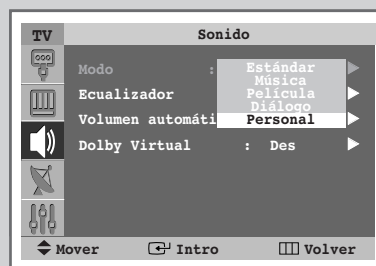 TV Sonido
Modo : Estándar
Música
Ecualizador Película
Diálogo
Volumen automáti Personal
Dolby Virtual : Des
Mover Intro Volver